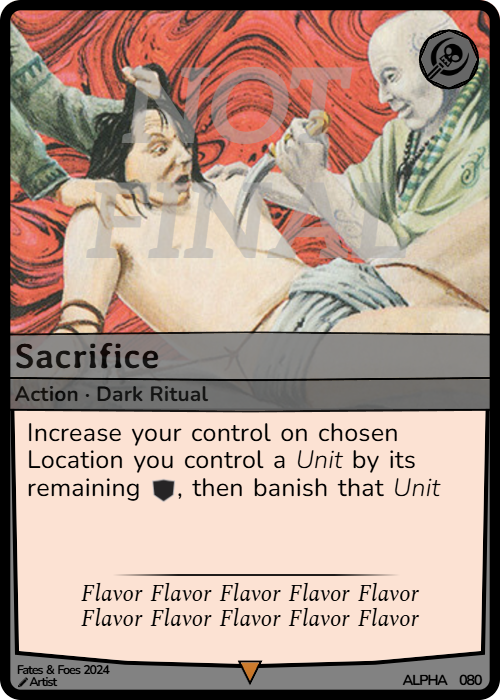 NOT
FINAL
Sacrifice
Action · Dark Ritual
Increase your control on chosen
Location you control a Unit by its
remaining , then banish that Unit
Flavor Flavor Flavor Flavor Flavor
Flavor Flavor Flavor Flavor Flavor
Fates & Foes 2024
Artist
ALPHA 080